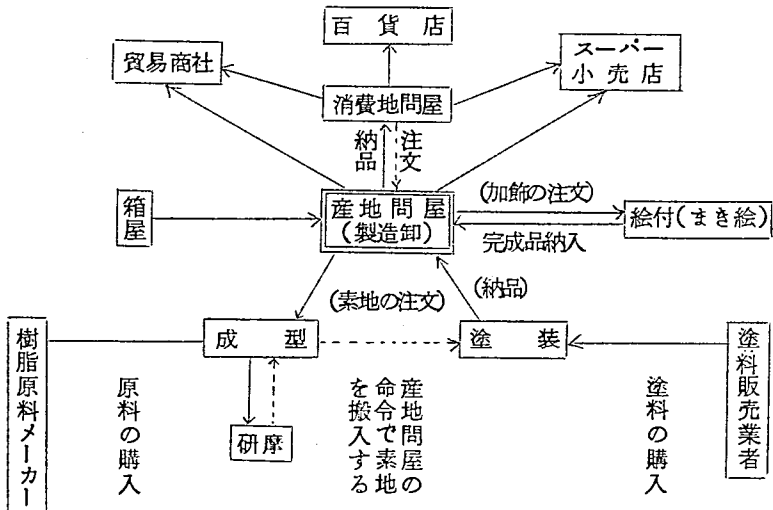 百貨店
貿易商社
スーパー
小売店
消費地問屋
納品
注文
箱屋
産地問屋
(製造卸)
(加飾の注文)
完成品納入
絵付(まき絵)
(素地の注文)
(納品)
樹脂原料メーカー
原料の購入
成型
研摩
産地問屋の
命令で素地
を搬入する
塗装
塗料の購入
塗料販売業者